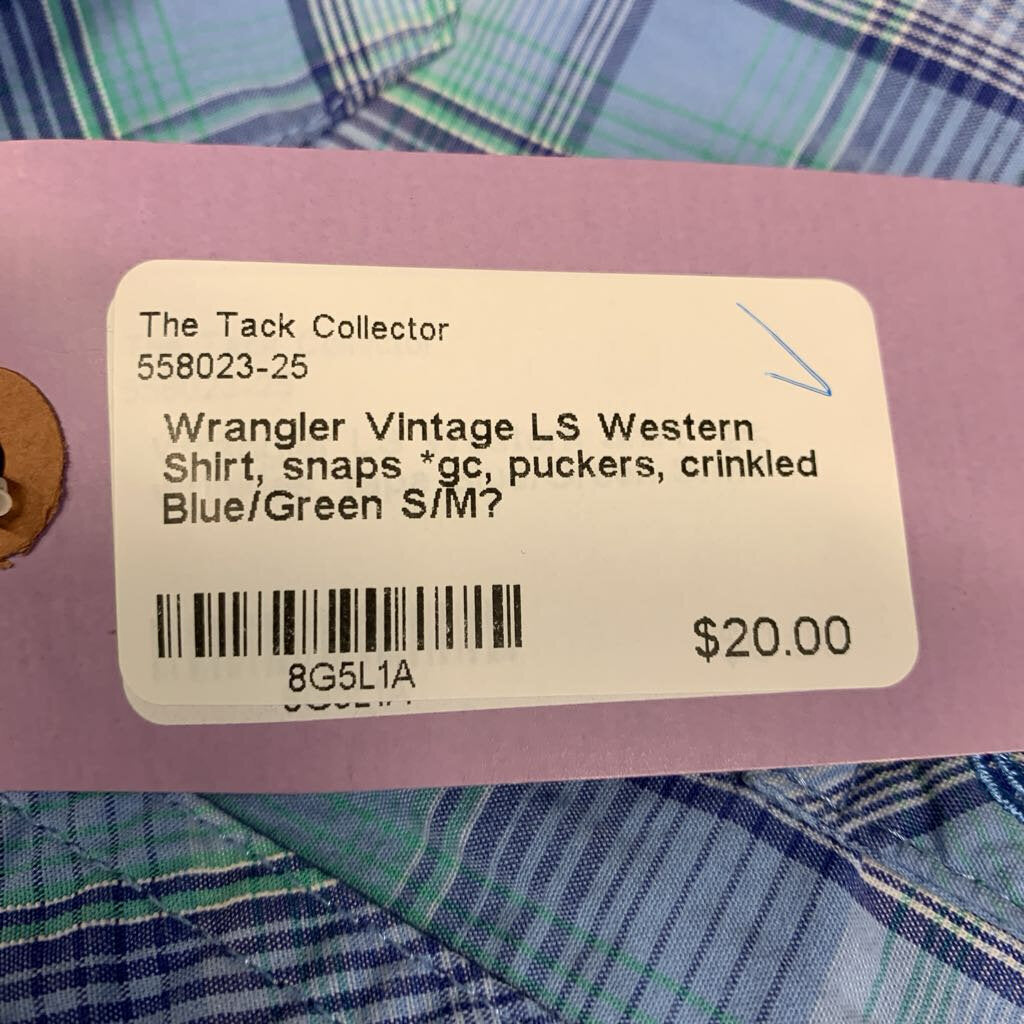 The Tack Collector
558023-25
Wrangler Vintage LS Western
Shirt, snaps *gc, puckers, crinkled
Blue/Green S/M?
8G5L1A
$20.00